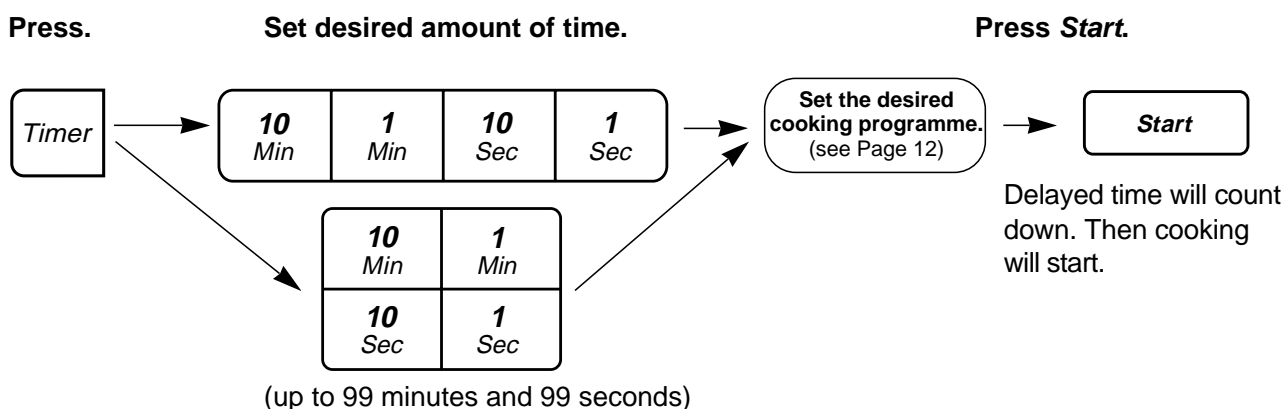 Press.
Set desired amount of time.
Press Start.
Timer
10 Min
1 Min
10 Sec
1 Sec
Set the desired
cooking programme.
(see Page 12)
Start
10 Min
1 Min
10 Sec
1 Sec
(up to 99 minutes and 99 seconds)
Delayed time will count
down. Then cooking
will start.